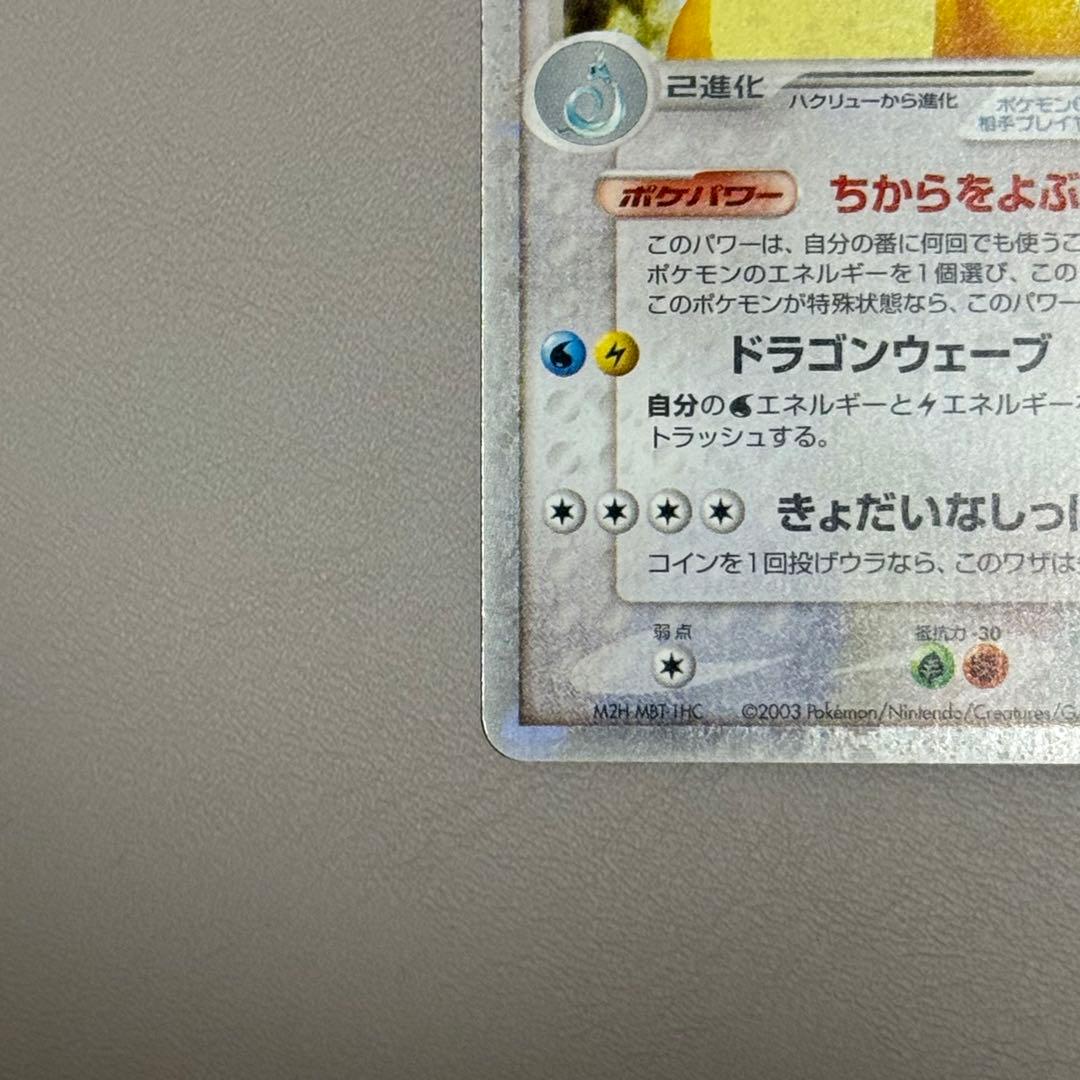 2進化
ハクリューから進化
ポケモン
相手プレイ
ポケパワー ちからをよぶ
このパワーは、自分の番に何回でも使うこ
ポケモンのエネルギーを1個選び、この
このポケモンが特殊状態なら、このパワー
ドラゴンウェーブ
自分のエネルギーとエネルギー
トラッシュする。
きょだいなしっ
コインを1回投げウラなら、このワザは
弱点
抵抗力 -30
M2H MBT-1HC ©2003 Pokémon/Nintendo/Creatures/G